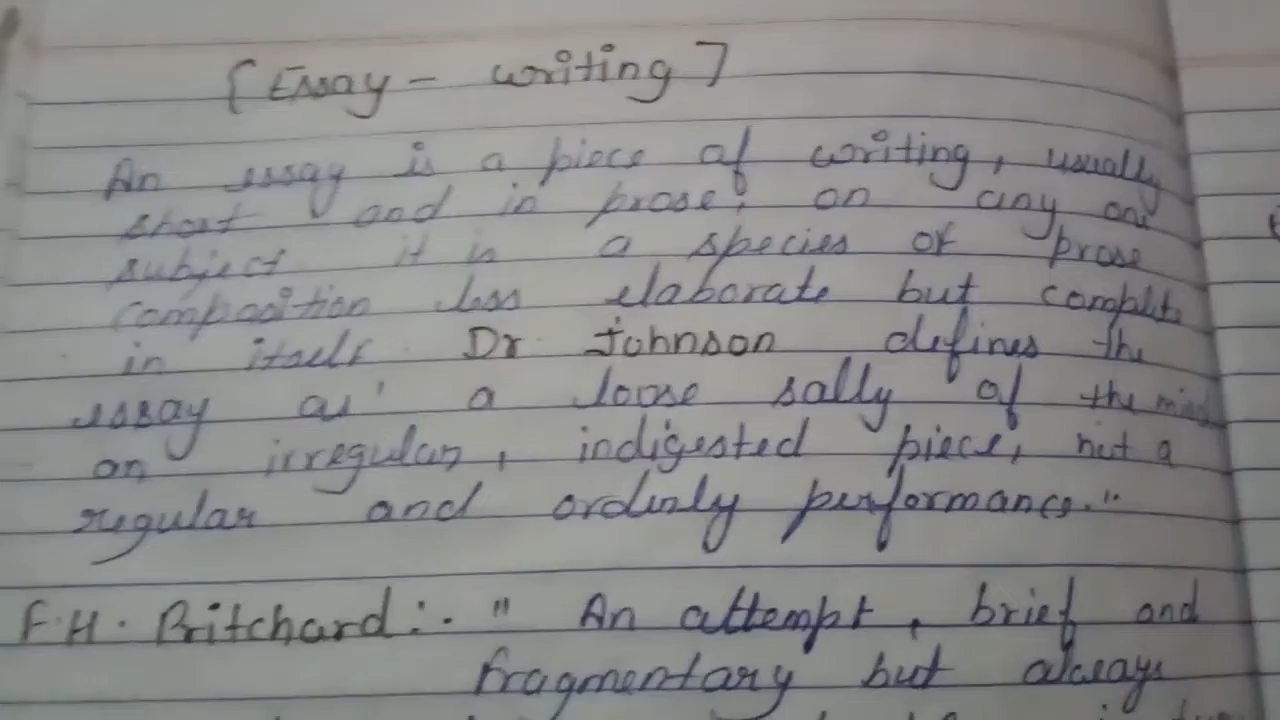 [Essay - writing]
An essay is a piece of writing, usually
short and in prose, on any one
subject it is a species of prose
composition less elaborate but complete
in itself. Dr. Johnson defines the
essay as' a loose sally of the mind
an irregular, indigested piece, not a
regular and orderly performance."
F.H. Pritchard:- " An attempt, brief and
fragmentary but always